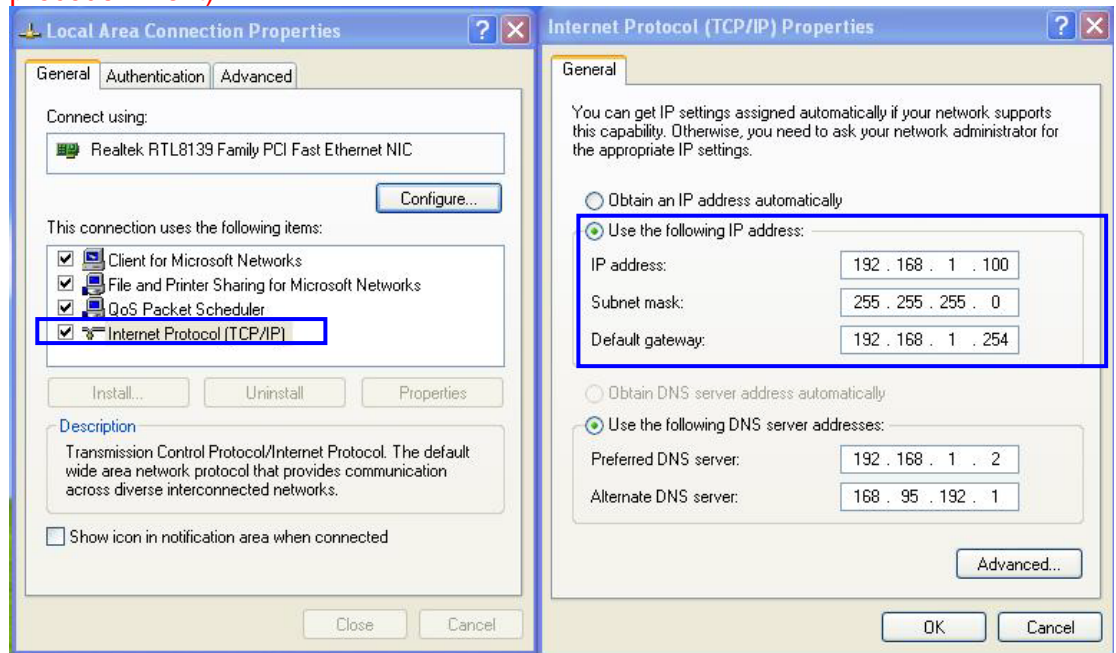 Local Area Connection Properties
General Authentication Advanced
Connect using:
Realtek RTL8139 Family PCI Fast Ethernet NIC
Configure...
This connection uses the following items:
Client for Microsoft Networks
File and Printer Sharing for Microsoft Networks
QoS Packet Scheduler
Internet Protocol (TCP/IP)
Install... Uninstall Properties
Description
Transmission Control Protocol/Internet Protocol. The default
wide area network protocol that provides communication
across diverse interconnected networks.
Show icon in notification area when connected
Close Cancel
Internet Protocol (TCP/IP) Properties
General
You can get IP settings assigned automatically if your network supports
this capability. Otherwise, you need to ask your network administrator for
the appropriate IP settings.
Obtain an IP address automatically
Use the following IP address:
IP address: 192 . 168 . 1 . 100
Subnet mask: 255 . 255 . 255 . 0
Default gateway: 192 . 168 . 1 . 254
Obtain DNS server address automatically
Use the following DNS server addresses:
Preferred DNS server: 192 . 168 . 1 . 2
Alternate DNS server: 168 . 95 . 192 . 1
Advanced...
OK Cancel